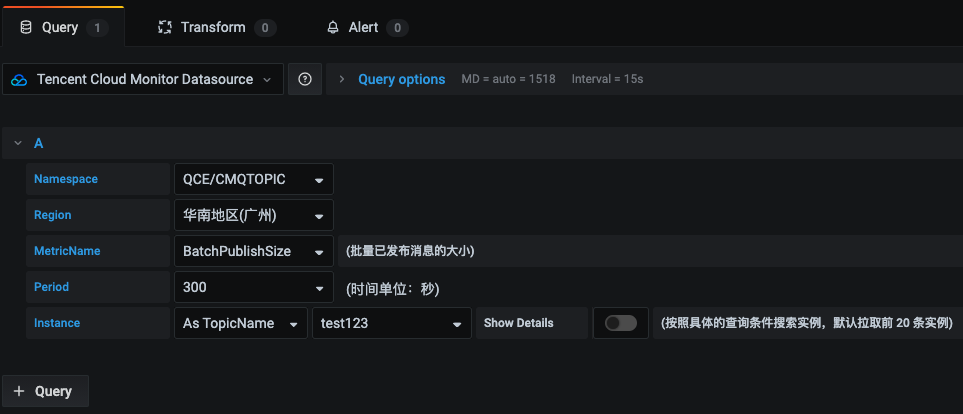 Query 1 Transform 0 Alert 0
Tencent Cloud Monitor Datasource Query options MD = auto = 1518 Interval = 15s
A
Namespace QCE/CMQTOPIC
Region 华南地区(广州)
MetricName BatchPublishSize (批量已发布消息的大小)
Period 300 (时间单位：秒)
Instance As TopicName test123 Show Details (按照具体的查询条件搜索实例，默认拉取前 20 条实例)
+ Query